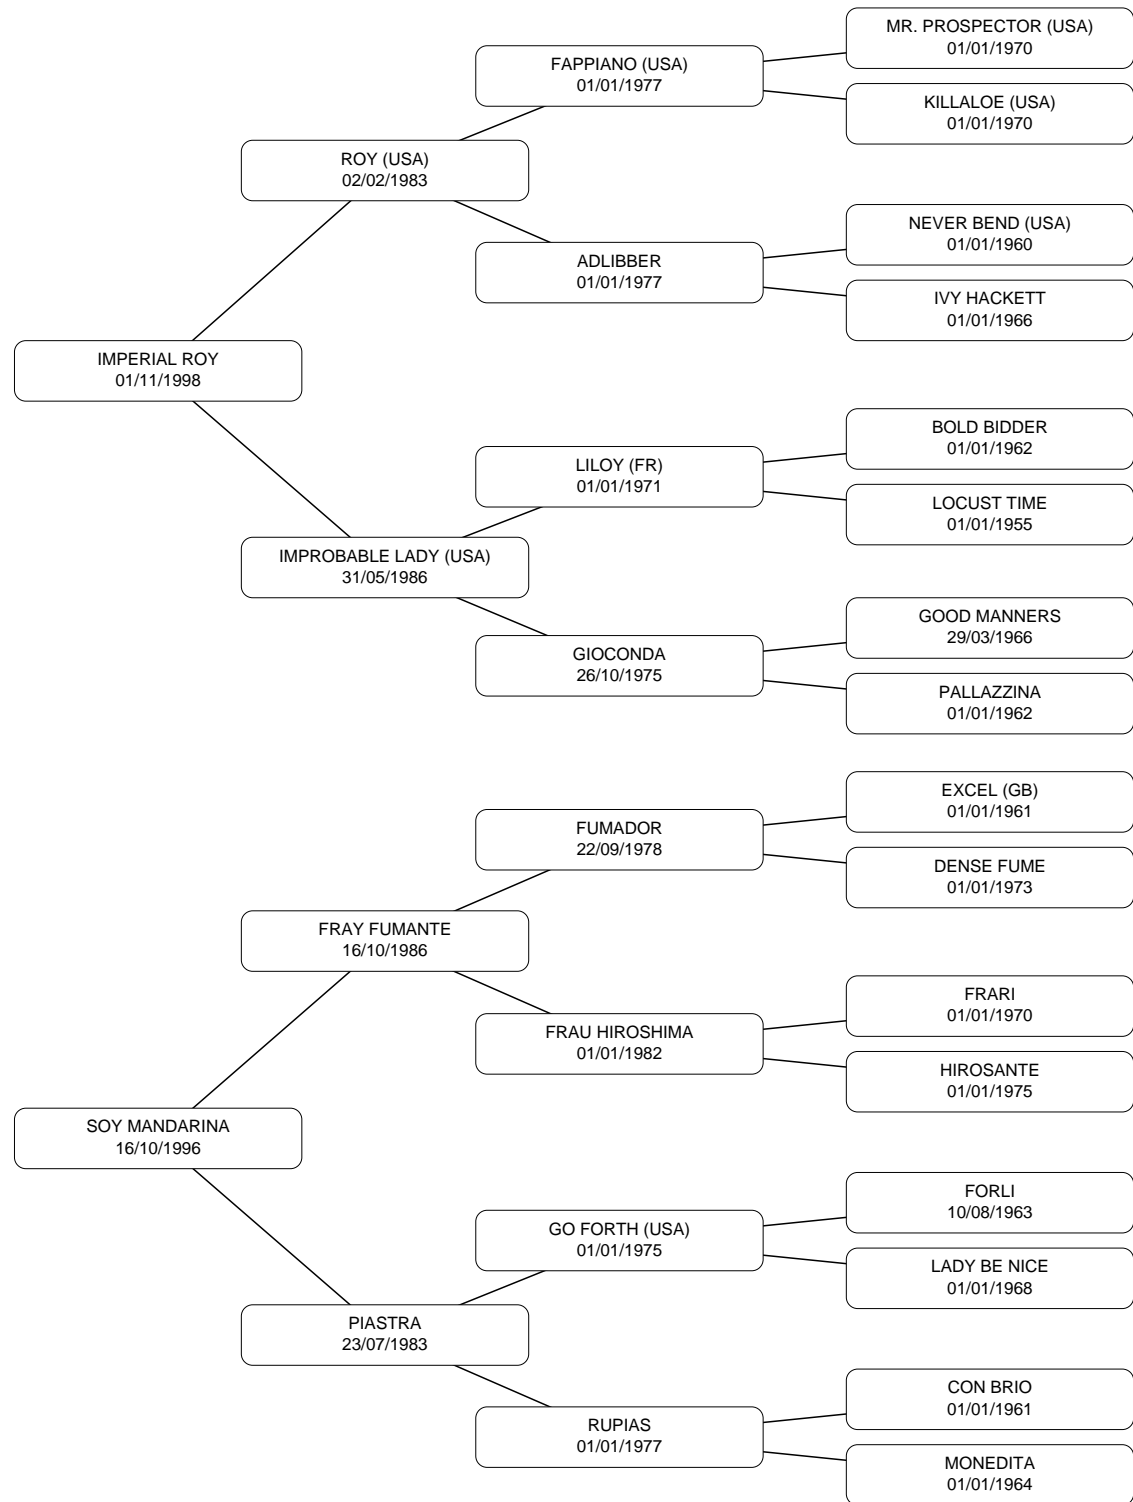 MR. PROSPECTOR (USA)
01/01/1970
FAPPIANO (USA)
01/01/1977
KILLALOE (USA)
01/01/1970
ROY (USA)
02/02/1983
NEVER BEND (USA)
01/01/1960
ADLIBBER
01/01/1977
IVY HACKETT
01/01/1966
IMPERIAL ROY
01/11/1998
BOLD BIDDER
01/01/1962
LILOY (FR)
01/01/1971
LOCUST TIME
01/01/1955
IMPROBABLE LADY (USA)
31/05/1986
GOOD MANNERS
29/03/1966
GIOCONDA
26/10/1975
PALLAZZINA
01/01/1962
EXCEL (GB)
01/01/1961
FUMADOR
22/09/1978
DENSE FUME
01/01/1973
FRAY FUMANTE
16/10/1986
FRARI
01/01/1970
FRAU HIROSHIMA
01/01/1982
HIROSANTE
01/01/1975
SOY MANDARINA
16/10/1996
FORLI
10/08/1963
GO FORTH (USA)
01/01/1975
LADY BE NICE
01/01/1968
PIASTRA
23/07/1983
CON BRIO
01/01/1961
RUPIAS
01/01/1977
MONEDITA
01/01/1964